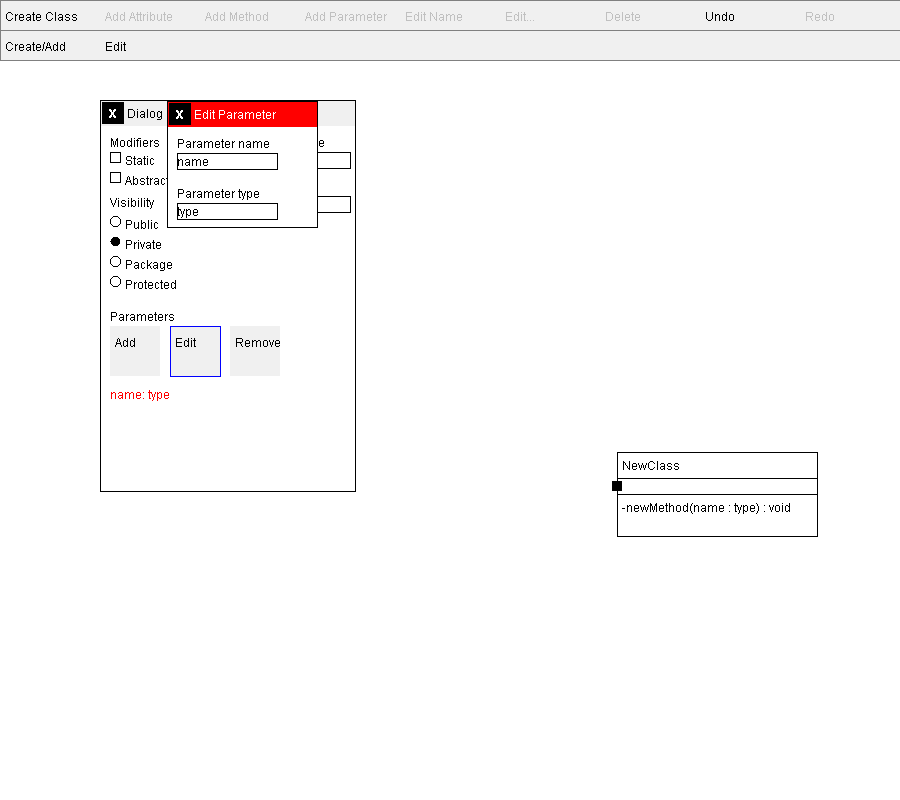 Create Class Add Attribute Add Method Add Parameter Edit Name Edit... Delete Undo Redo
Create/Add Edit
X Dialog X Edit Parameter
Modifiers Parameter name e
Static name
Abstract
Parameter type
Visibility
type
Public
Private
Package
Protected
Parameters
Add Edit Remove
name: type
NewClass
-newMethod(name : type) : void